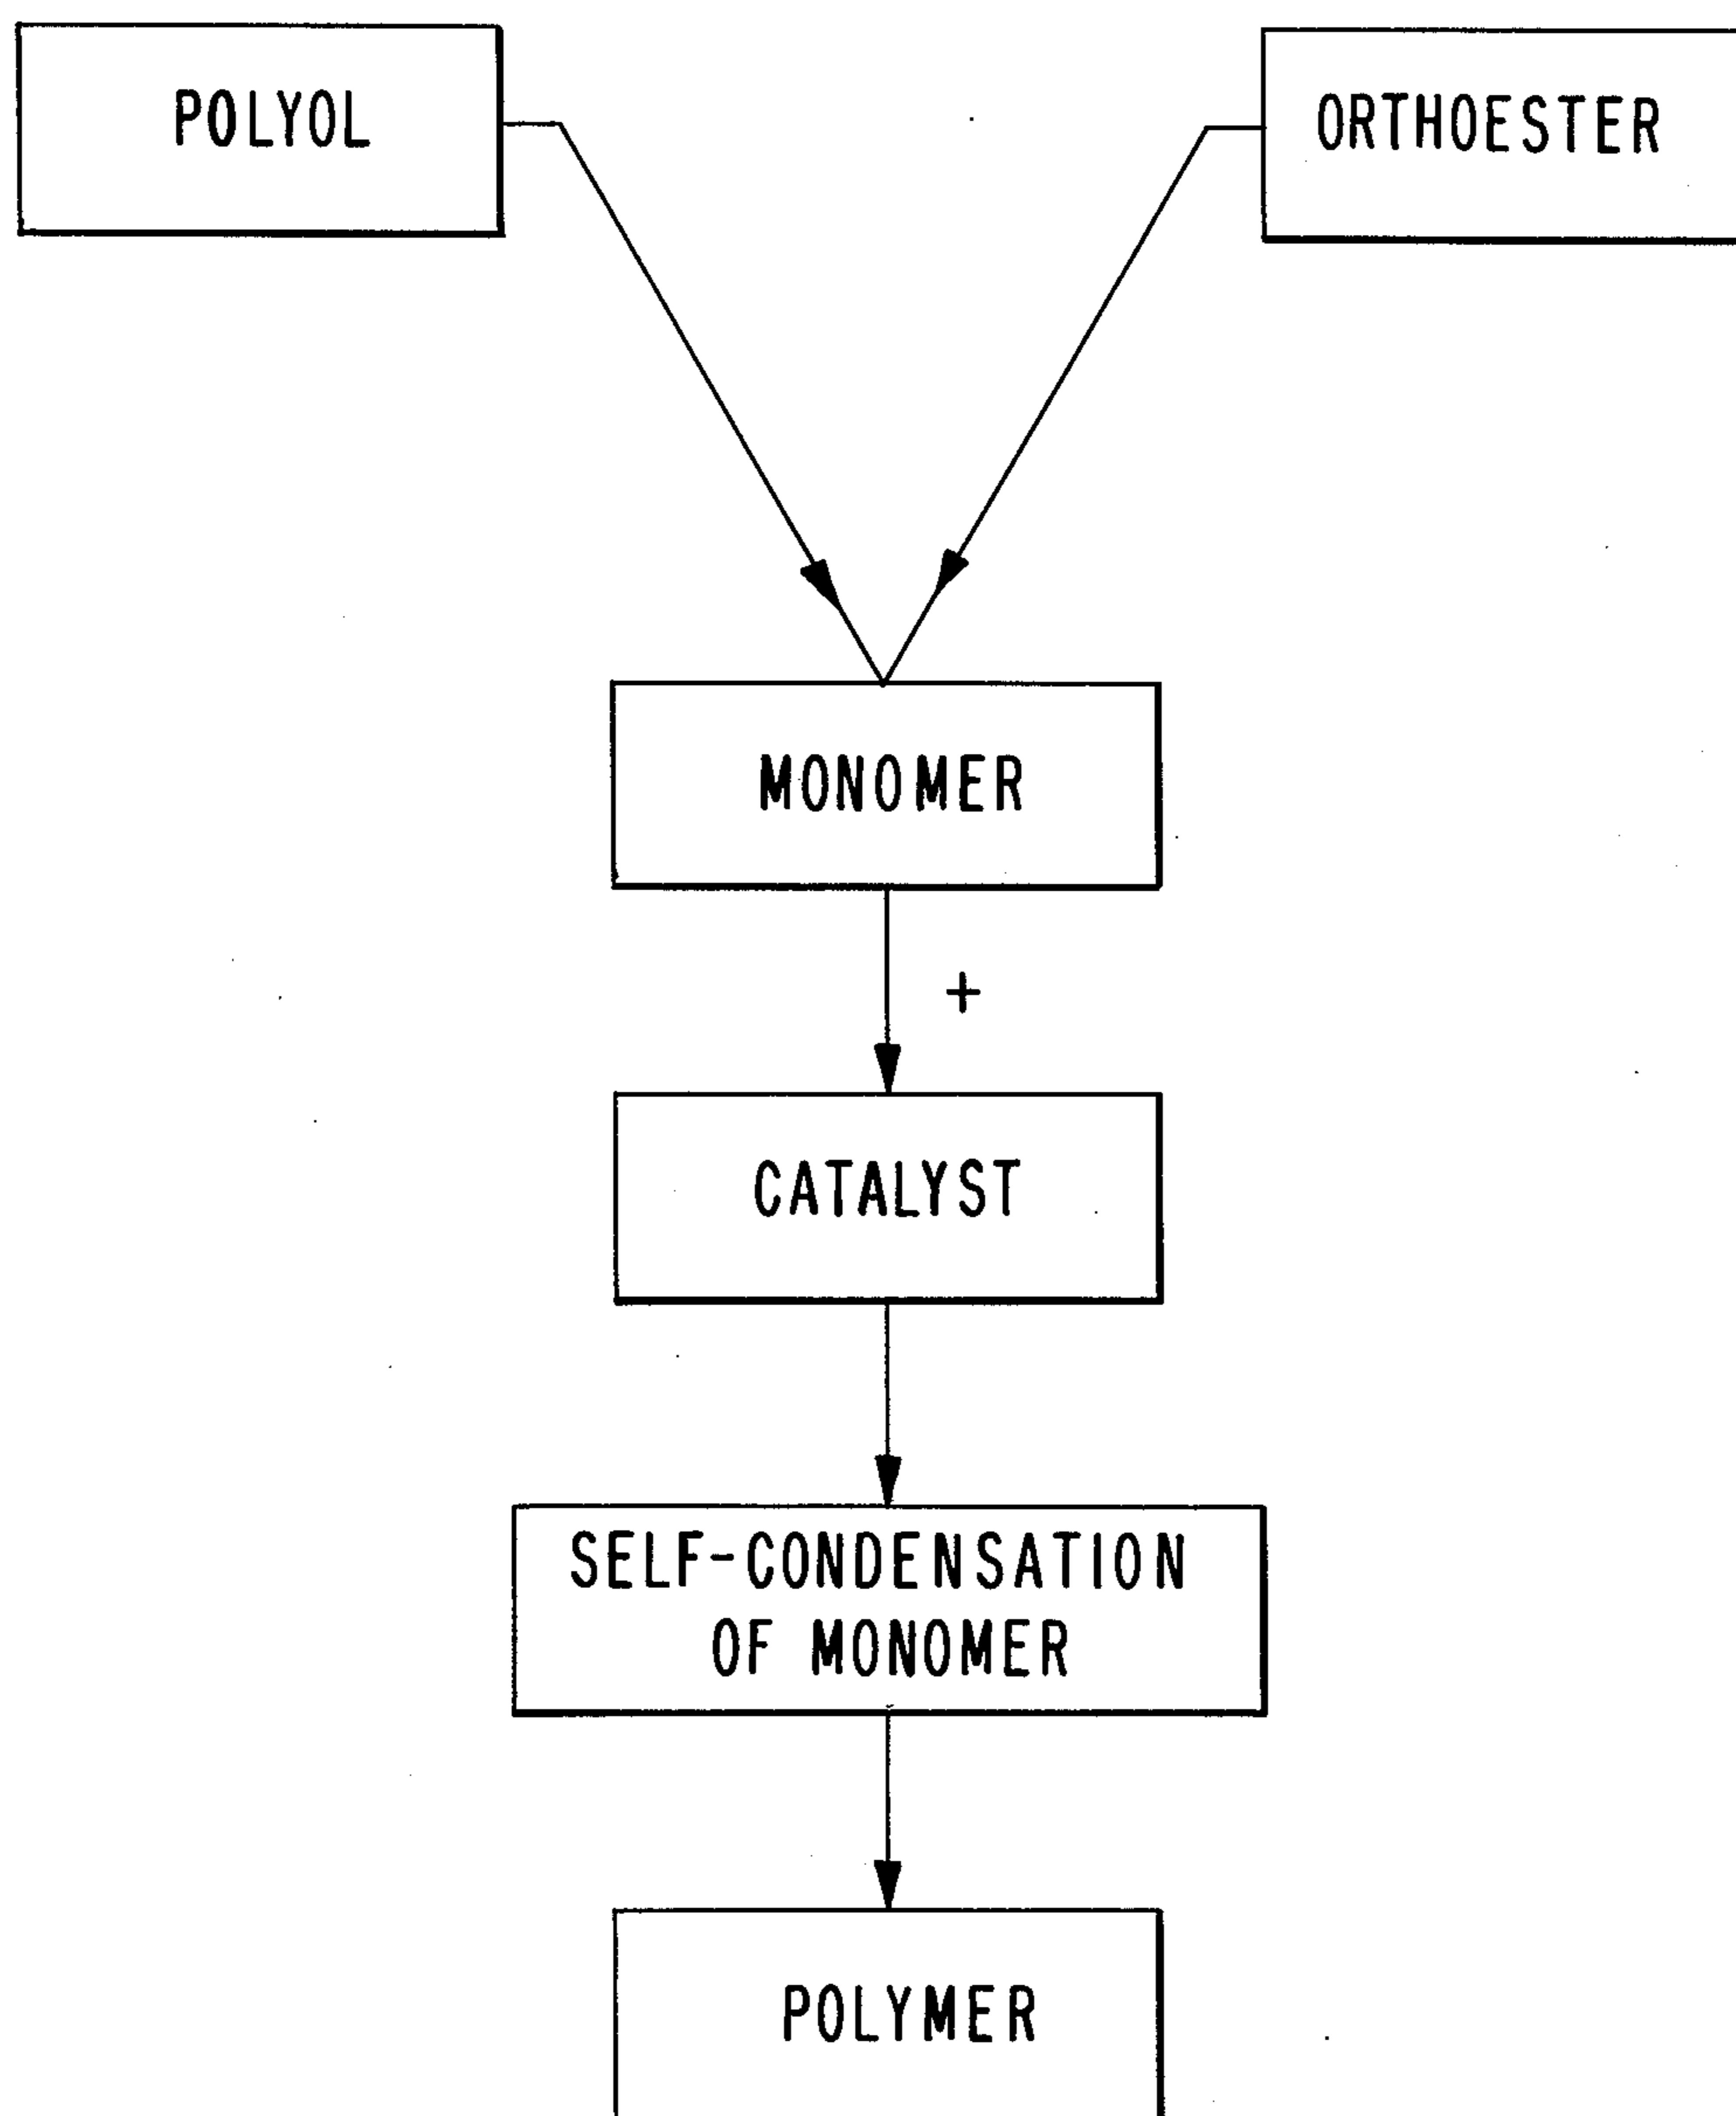 POLYOL
ORTHOESTER
MONOMER
+
CATALYST
SELF-CONDENSATION
OF MONOMER
POLYMER